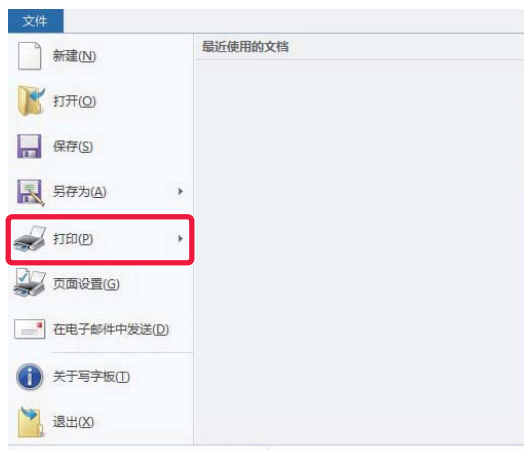 文件
最近使用的文档
新建(N)
打开(O)
保存(S)
另存为(A)
打印(P)
页面设置(G)
在电子邮件中发送(D)
关于写字板(T)
退出(X)